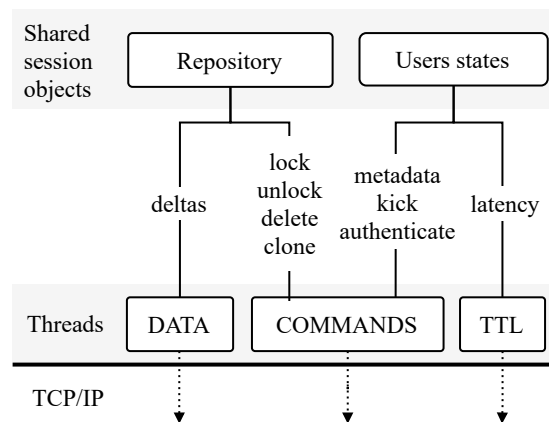 Shared
session
objects
Repository
Users states
deltas
lock
unlock
delete
clone
metadata
kick
authenticate
latency
Threads
DATA
COMMANDS
TTL
TCP/IP